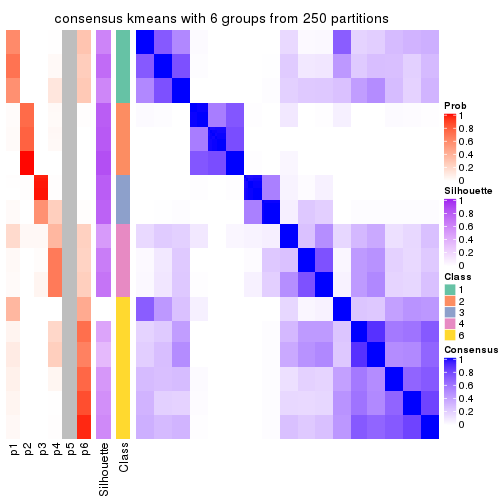 consensus kmeans with 6 groups from 250 partitions
Prob
1
0.8
0.6
0.4
0.2
0
Silhouette
1
0.8
0.6
0.4
0.2
0
Class
1
2
3
4
6
Consensus
1
0.8
0.6
0.4
0.2
0
p1
p2
p3
p4
p5
p6
Silhouette
Class